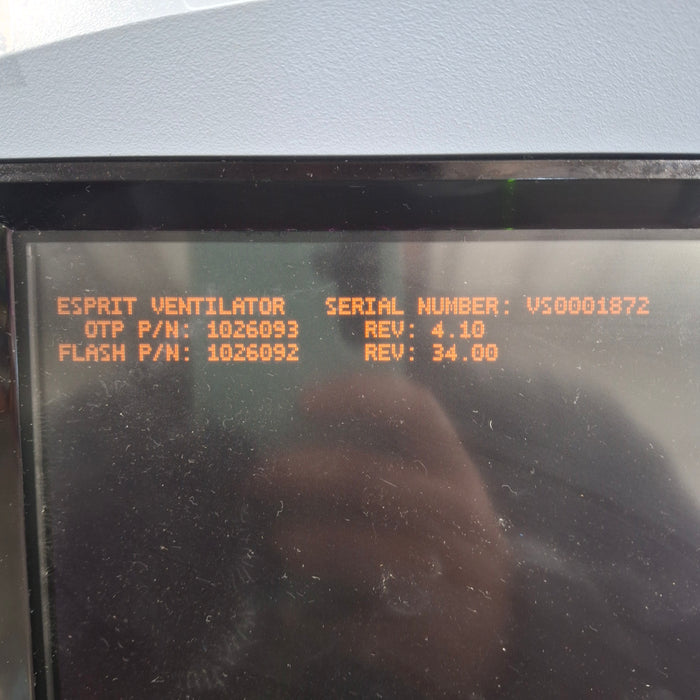 ESPRIT VENTILATOR SERIAL NUMBER: VS0001872
OTP P/N: 1026093 REV: 4.10
FLASH P/N: 1026092 REV: 34.00